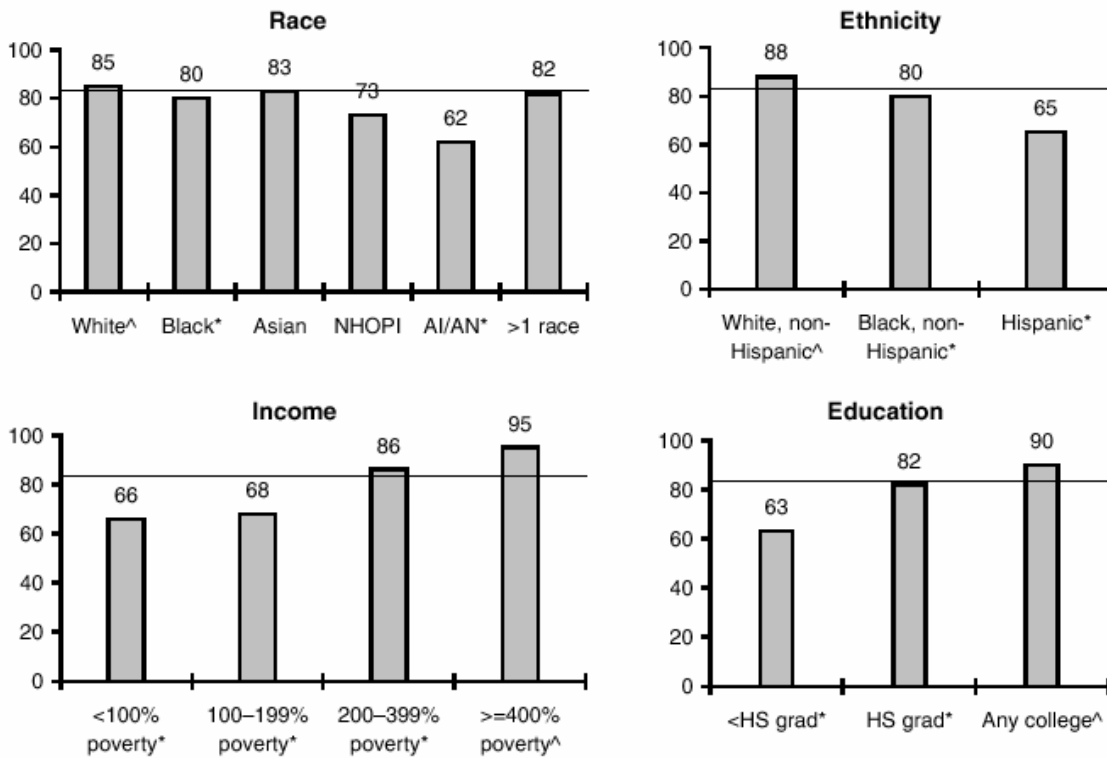 Race
100
80
60
40
20
0
85
80
83
73
62
82
White^ Black* Asian NHOPI AI/AN* >1 race
Ethnicity
100
80
60
40
20
0
88
80
65
White, non-
Hispanic^
Black, non-
Hispanic*
Hispanic*
Income
100
80
60
40
20
0
66
68
86
95
<100%
poverty*
100–199%
poverty*
200–399%
poverty*
>=400%
poverty^
Education
100
80
60
40
20
0
63
82
90
<HS grad* HS grad* Any college^